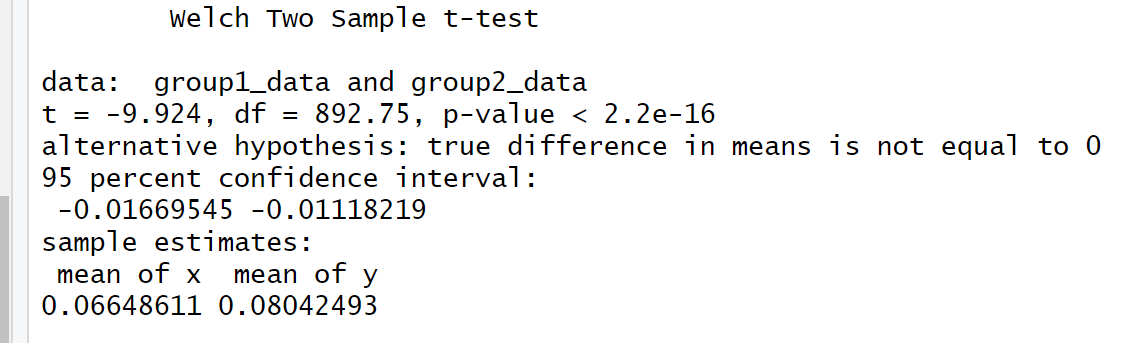 Welch Two Sample t-test
data:  group1_data and group2_data
t = -9.924, df = 892.75, p-value < 2.2e-16
alternative hypothesis: true difference in means is not equal to 0
95 percent confidence interval:
 -0.01669545 -0.01118219
sample estimates:
 mean of x  mean of y
0.06648611 0.08042493